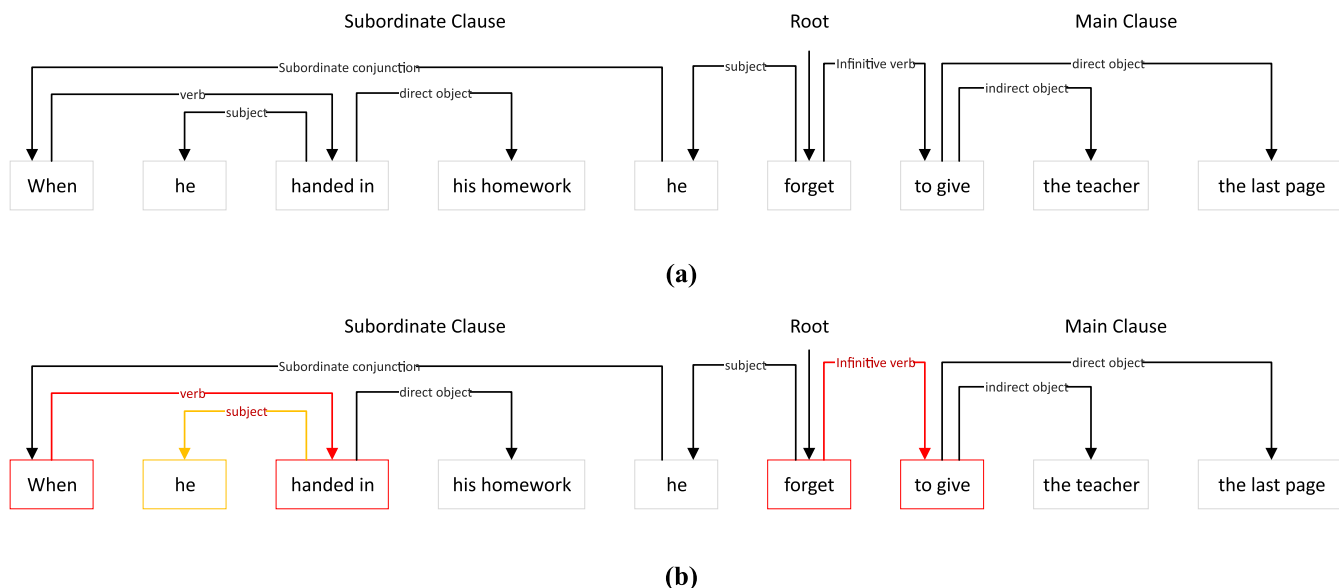 Subordinate Clause Root Main Clause
Subordinate conjunction subject Infinitive verb direct object
verb direct object indirect object
subject
When he handed in his homework he forget to give the teacher the last page
(a)
Subordinate Clause Root Main Clause
Subordinate conjunction subject Infinitive verb direct object
verb direct object indirect object
subject
When he handed in his homework he forget to give the teacher the last page
(b)